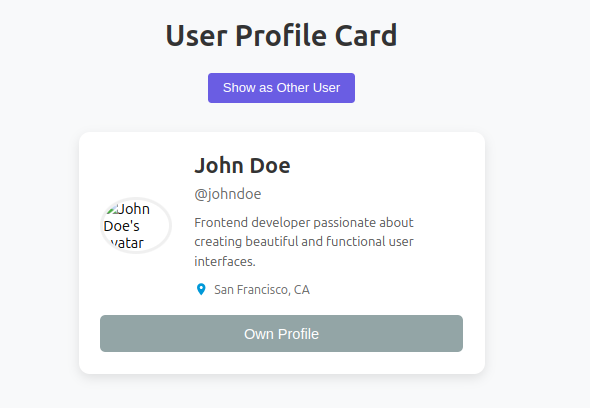 User Profile Card
Show as Other User
John Doe
@johndoe
John
Doe's
avatar
Frontend developer passionate about
creating beautiful and functional user
interfaces.
San Francisco, CA
Own Profile